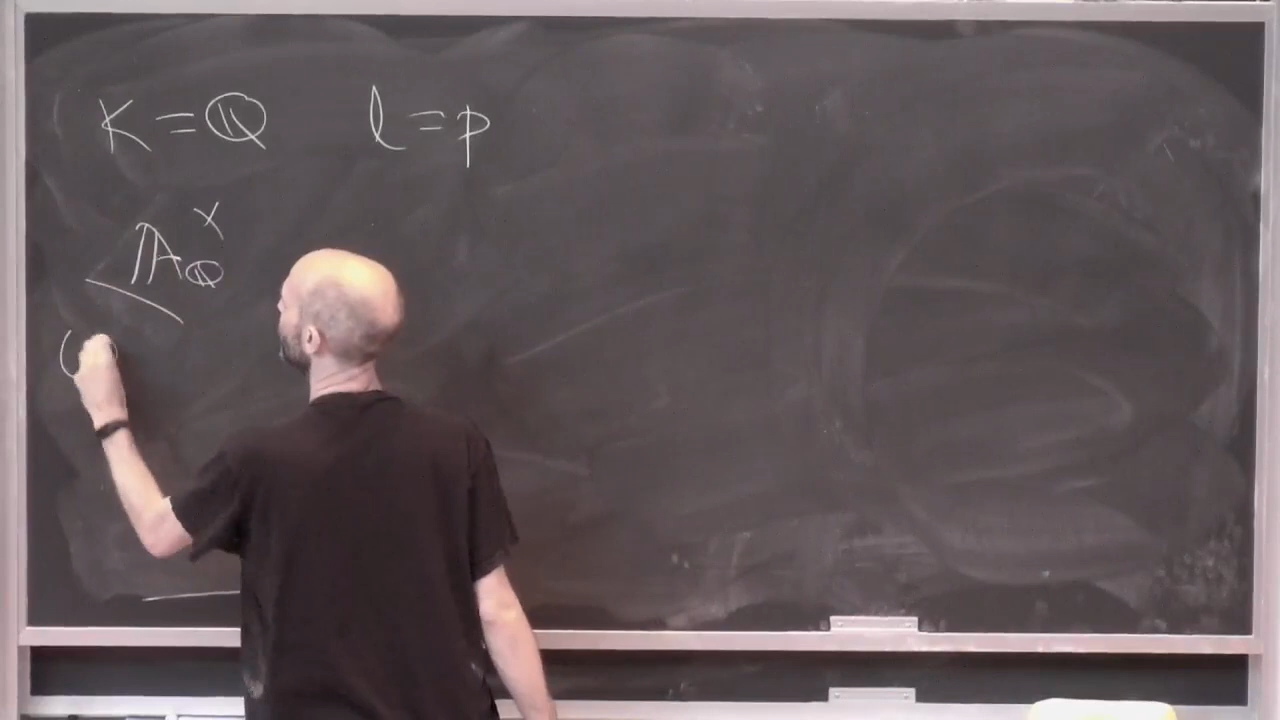 K = ℚ l = p
𝔸_ℚ^×